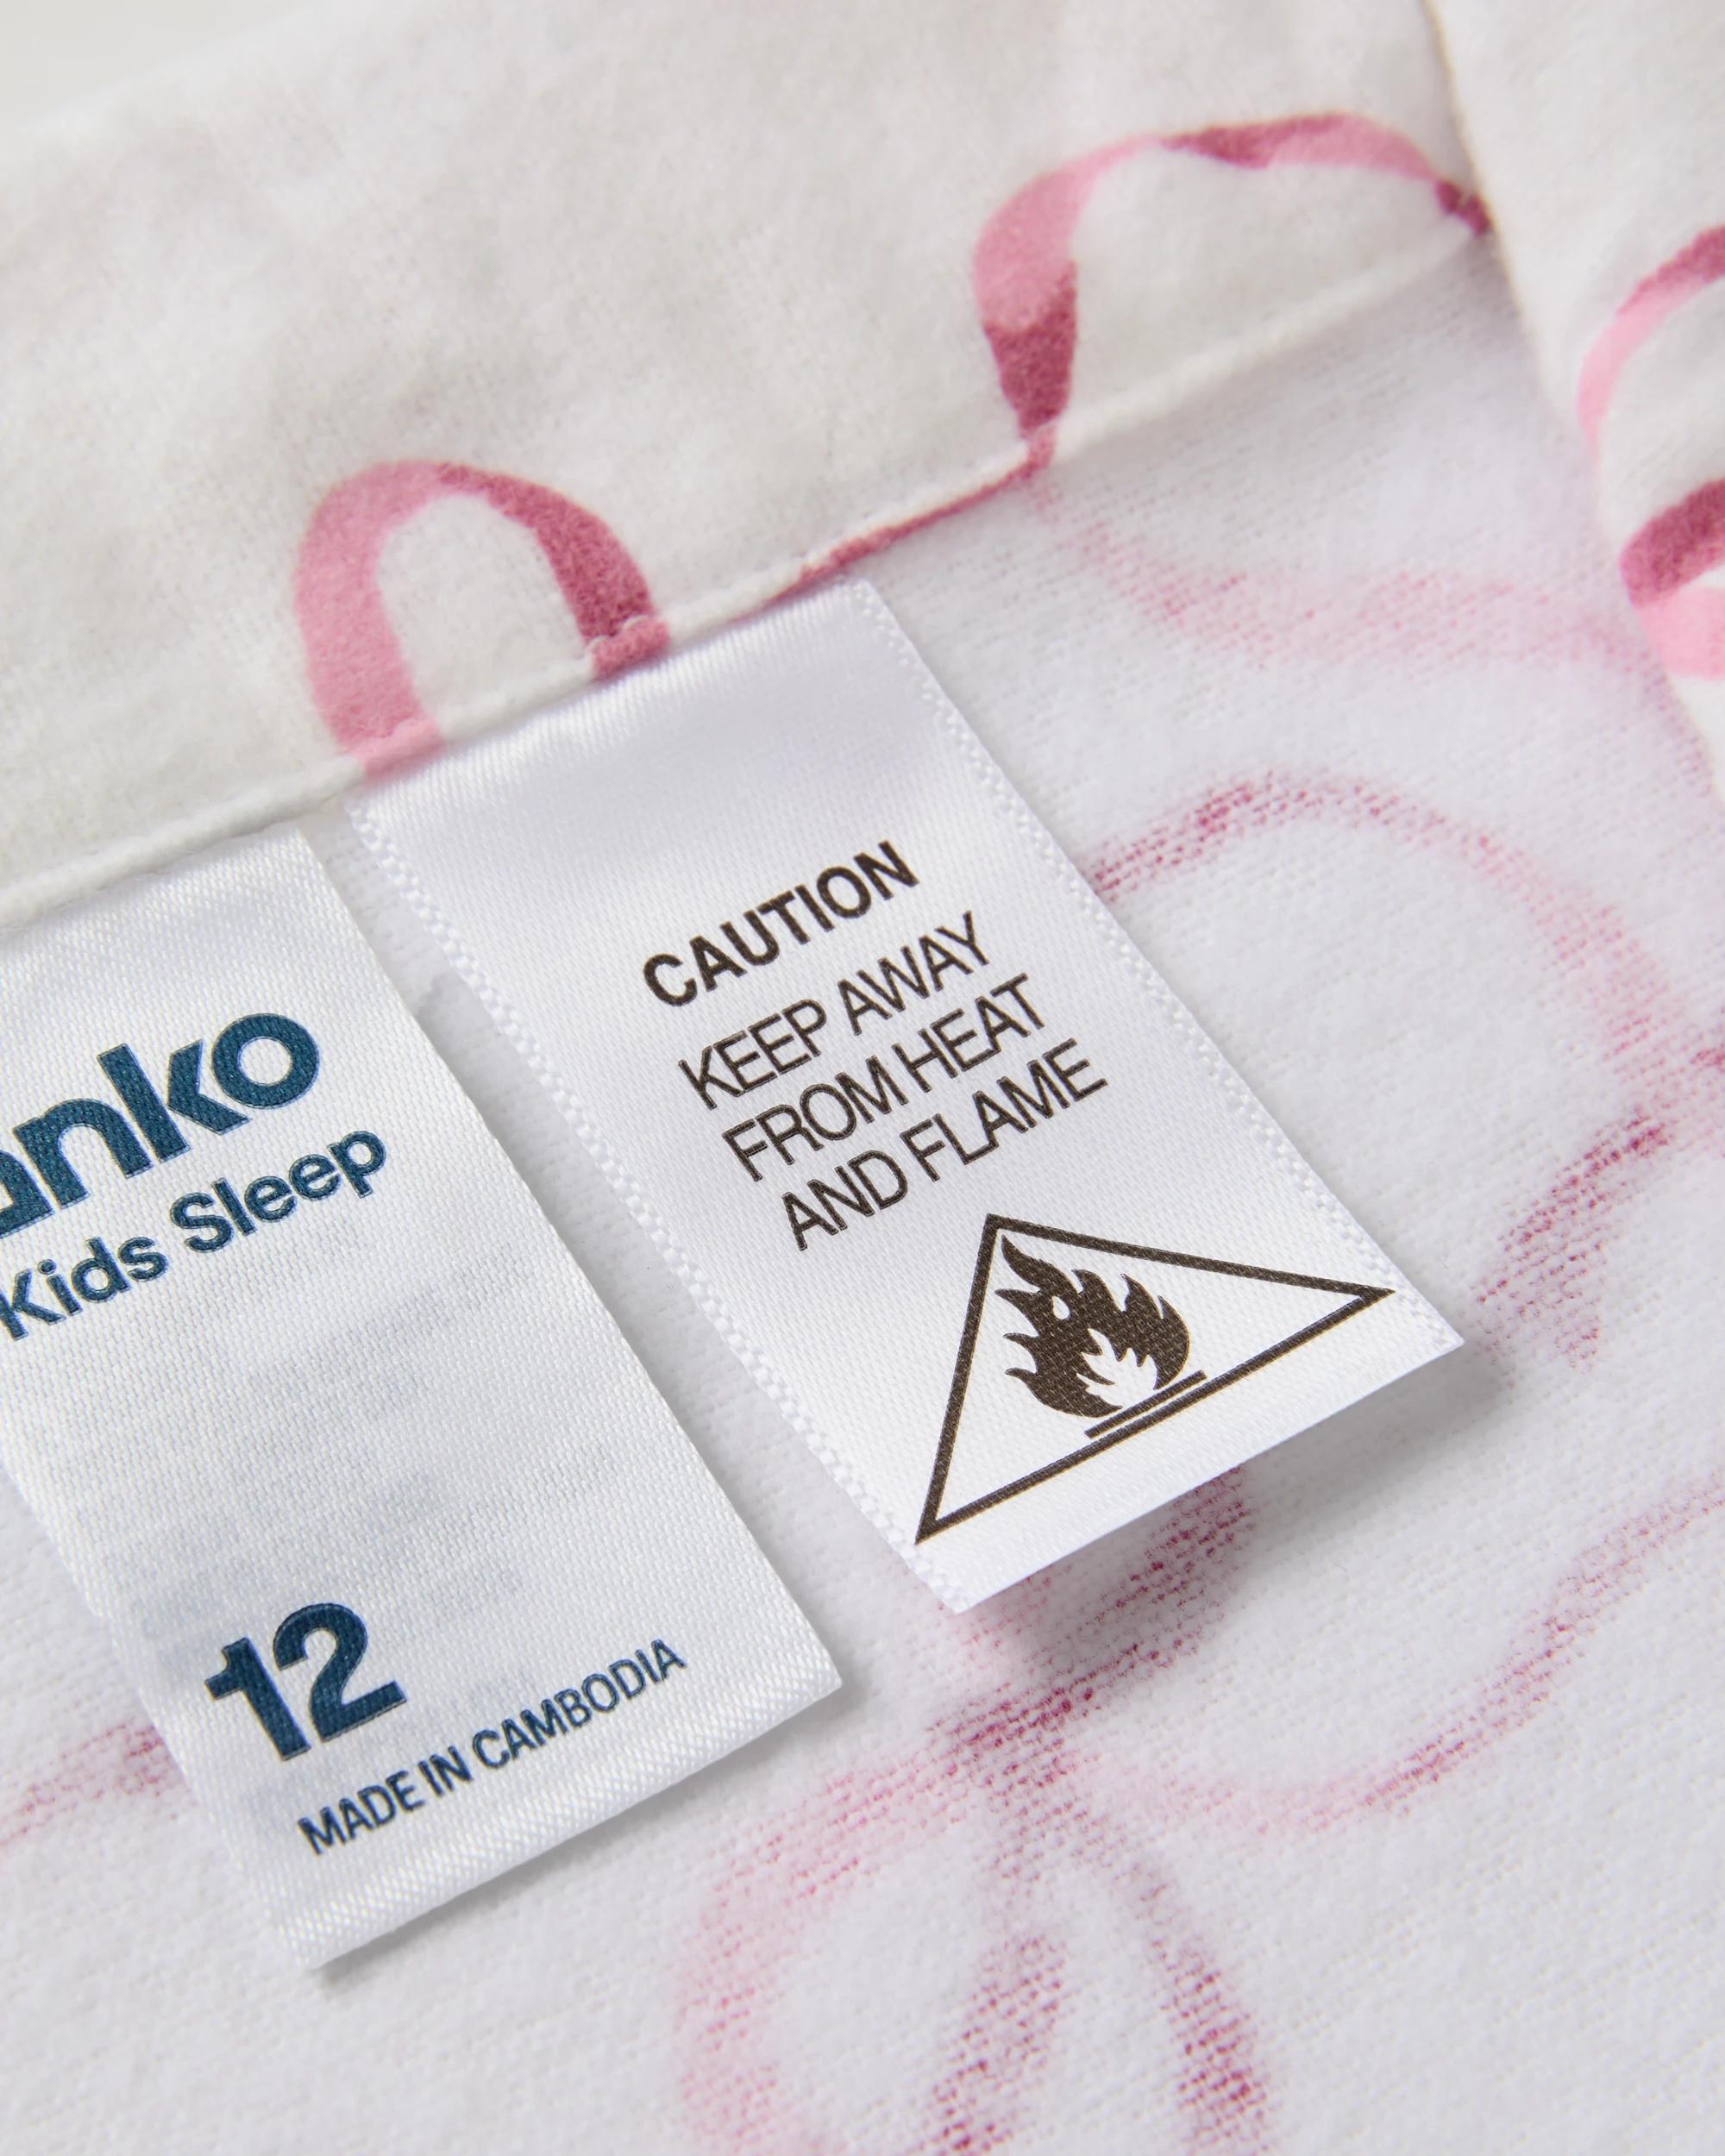 anko
Kids Sleep
12
MADE IN CAMBODIA
CAUTION
KEEP AWAY
FROM HEAT
AND FLAME